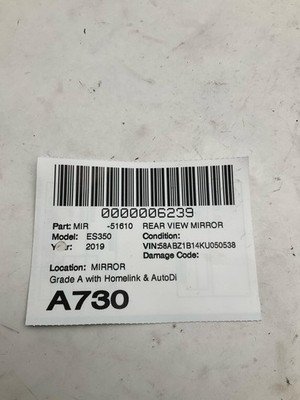 0000006239
Part: MIR -51610 REAR VIEW MIRROR
Model: ES350 Condition:
Year: 2019 VIN:58ABZ1B14KU050538
Damage Code:
Location: MIRROR
Grade A with Homelink & AutoDi
A730